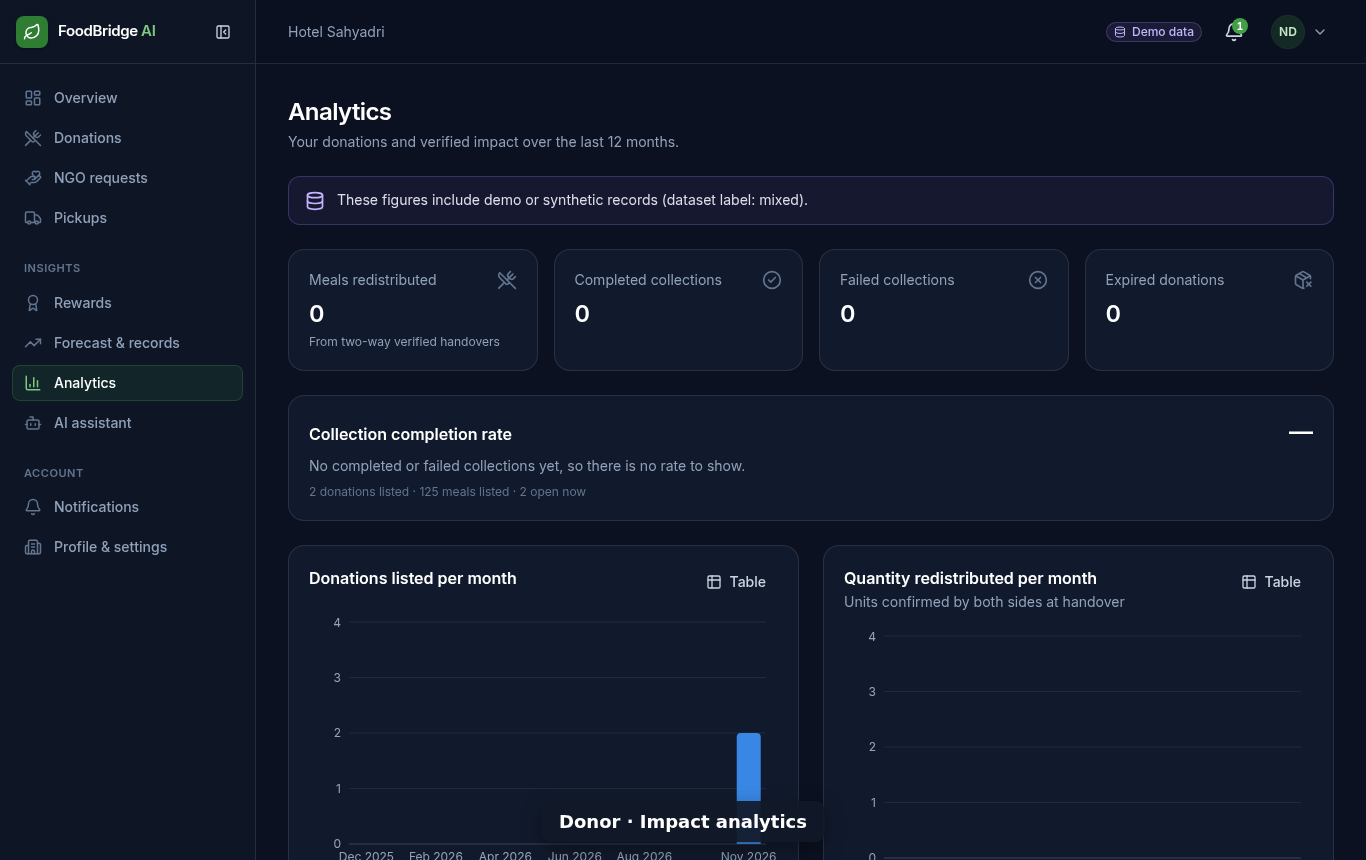 FoodBridge AI
Hotel Sahyadri
Demo data
1
ND
Overview
Donations
NGO requests
Pickups
INSIGHTS
Rewards
Forecast & records
Analytics
AI assistant
ACCOUNT
Notifications
Profile & settings
Analytics
Your donations and verified impact over the last 12 months.
These figures include demo or synthetic records (dataset label: mixed).
Meals redistributed
0
From two-way verified handovers
Completed collections
0
Failed collections
0
Expired donations
0
Collection completion rate
—
No completed or failed collections yet, so there is no rate to show.
2 donations listed · 125 meals listed · 2 open now
Donations listed per month
Table
4
3
2
1
0
Dec 2025 Feb 2026 Apr 2026 Jun 2026 Aug 2026 Nov 2026
Quantity redistributed per month
Units confirmed by both sides at handover
Table
4
3
2
1
0
Donor · Impact analytics